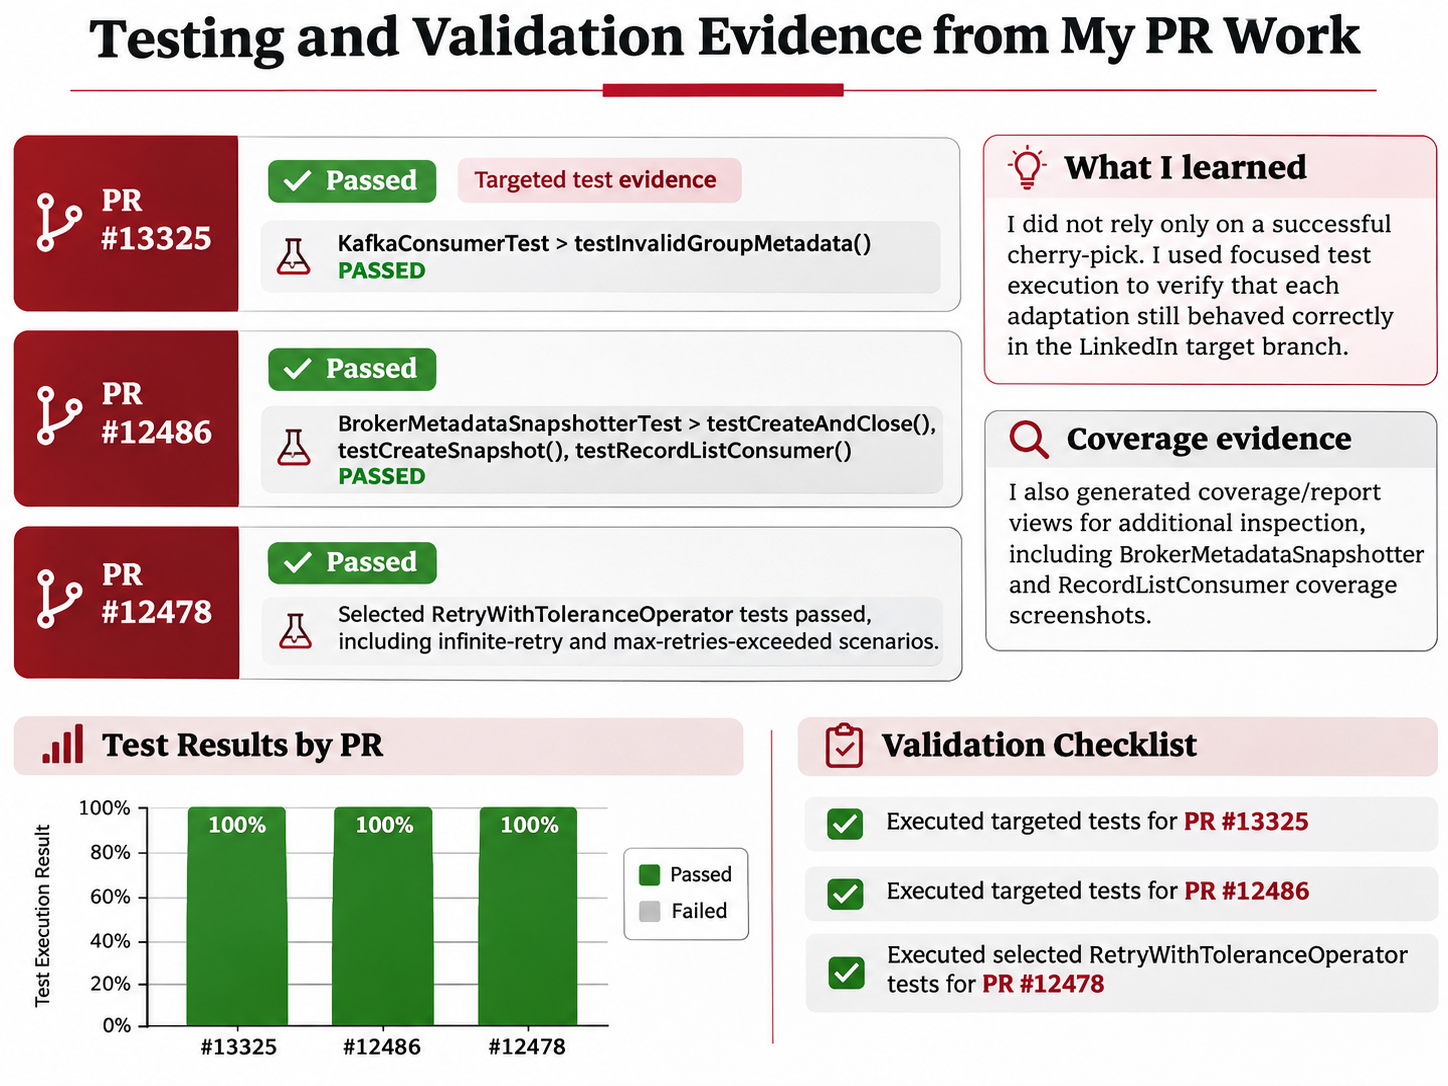 Testing and Validation Evidence from My PR Work
PR
#13325
Passed
Targeted test evidence
KafkaConsumerTest > testInvalidGroupMetadata()
PASSED
PR
#12486
Passed
BrokerMetadataSnapshotterTest > testCreateAndClose(),
testCreateSnapshot(), testRecordListConsumer()
PASSED
PR
#12478
Passed
Selected RetryWithToleranceOperator tests passed,
including infinite-retry and max-retries-exceeded scenarios.
What I learned
I did not rely only on a successful
cherry-pick. I used focused test
execution to verify that each
adaptation still behaved correctly
in the LinkedIn target branch.
Coverage evidence
I also generated coverage/report
views for additional inspection,
including BrokerMetadataSnapshotter
and RecordListConsumer coverage
screenshots.
Test Results by PR
Test Execution Result
100%
80%
60%
40%
20%
0%
100%
100%
100%
#13325
#12486
#12478
Passed
Failed
Validation Checklist
Executed targeted tests for PR #13325
Executed targeted tests for PR #12486
Executed selected RetryWithToleranceOperator
tests for PR #12478